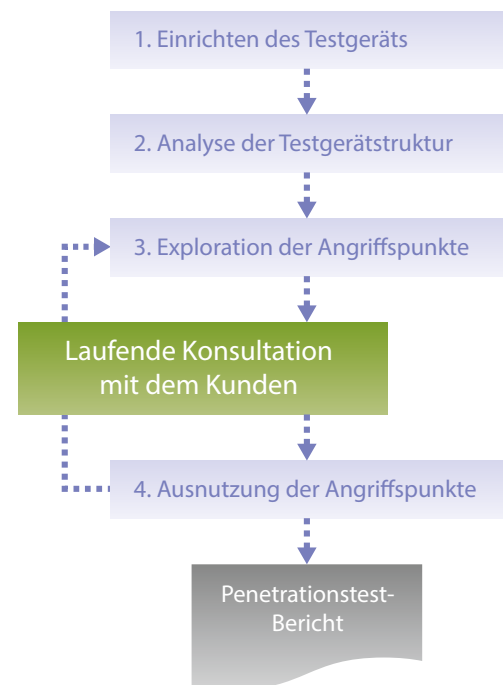 1. Einrichten des Testgeräts
2. Analyse der Testgerätstruktur
3. Exploration der Angriffspunkte
Laufende Konsultation
mit dem Kunden
4. Ausnutzung der Angriffspunkte
Penetrationstest-
Bericht